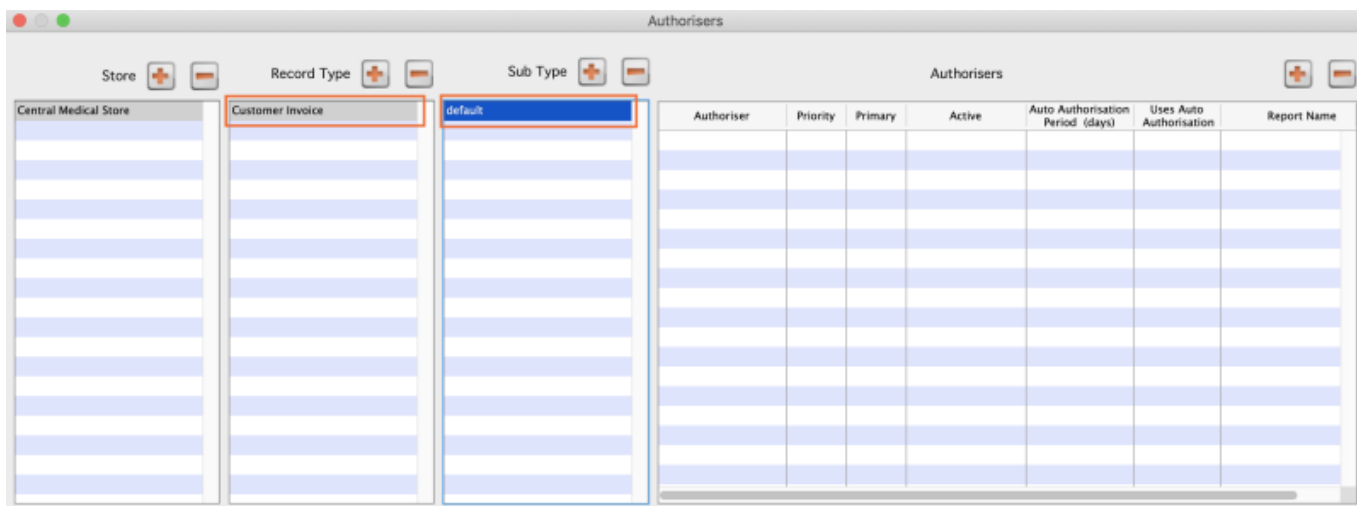 Authorisers
Store
Record Type
Sub Type
Authorisers
Central Medical Store
Customer Invoice
default
Authoriser
Priority
Primary
Active
Auto Authorisation
Period (days)
Uses Auto
Authorisation
Report Name